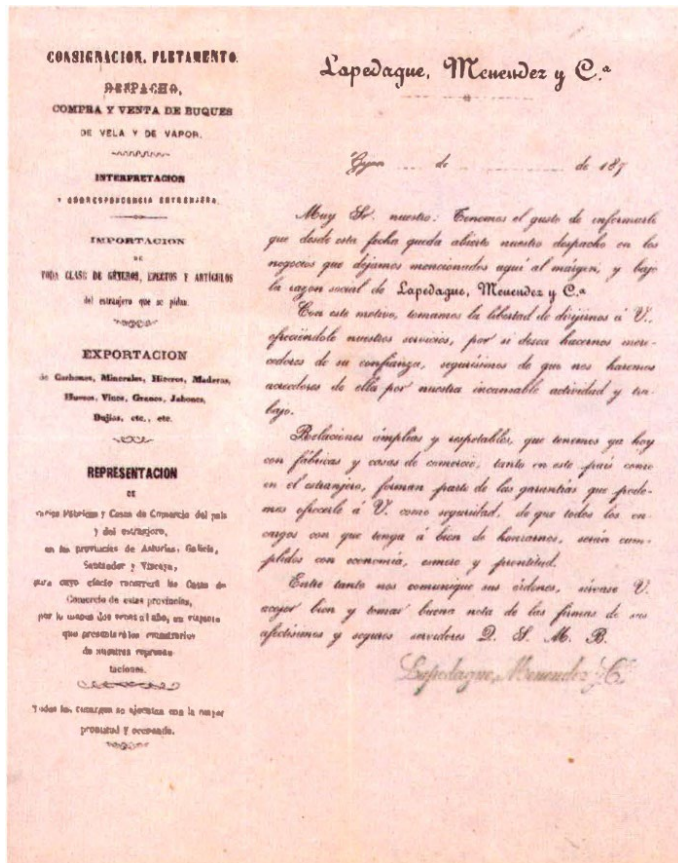 CONSIGNACION, FLETAMENTO.
DESPACHO,
COMPRA Y VENTA DE BUQUES
DE VELA Y DE VAPOR.
INTERPRETACION
Y CORRESPONDENCIA ESTRANJERA.
IMPORTACION
DE
TODA CLASE DE GÉNEROS, EFECTOS Y ARTÍCULOS
del estranjero que se pidan.
EXPORTACION
de Carbones, Minerales, Hierros, Maderas,
Huesos, Vinos, Granos, Jabones,
Bujías, etc., etc.
REPRESENTACION
DE
varias Fábricas y Casas de Comercio del país
y del estranjero,
en las provincias de Asturias, Galicia,
Santander y Vizcaya,
para cuyo efecto recorrerá las Casas de
Comercio de estas provincias,
por lo menos dos veces al año, un viajero
que presentará los muestrarios
de nuestras represen-
taciones.
Todos los encargos se ejecutan con la mayor
prontitud y economía.
Lapedague, Menendez y C.ª
Gijon de de 187
Muy Sr. nuestro: Tenemos el gusto de informarle
que desde esta fecha queda abierto nuestro despacho en los
negocios que dejamos mencionados aquí al márgen, y bajo
la razon social de Lapedague, Menendez y C.ª
Con este motivo, tomamos la libertad de dirijirnos á V.,
ofreciéndole nuestros servicios, por si desea hacernos mere-
cedores de su confianza, segurísimos de que nos haremos
acreedores de ella por nuestra incansable actividad y tra-
bajo.
Relaciones ámplias y respetables, que tenemos ya hoy
con fábricas y casas de comercio, tanto en este país como
en el estranjero, forman parte de las garantías que pode-
mos ofrecerle á V. como seguridad, de que todos los en-
cargos con que tenga á bien de honrarnos, serán cum-
plidos con economía, esmero y prontitud.
Entre tanto nos comunique sus órdenes, sírvase V.
acojer bien y tomar buena nota de las firmas de sus
afectísimos y seguros servidores Q. S. M. B.
Lapedague, Menendez y Cª